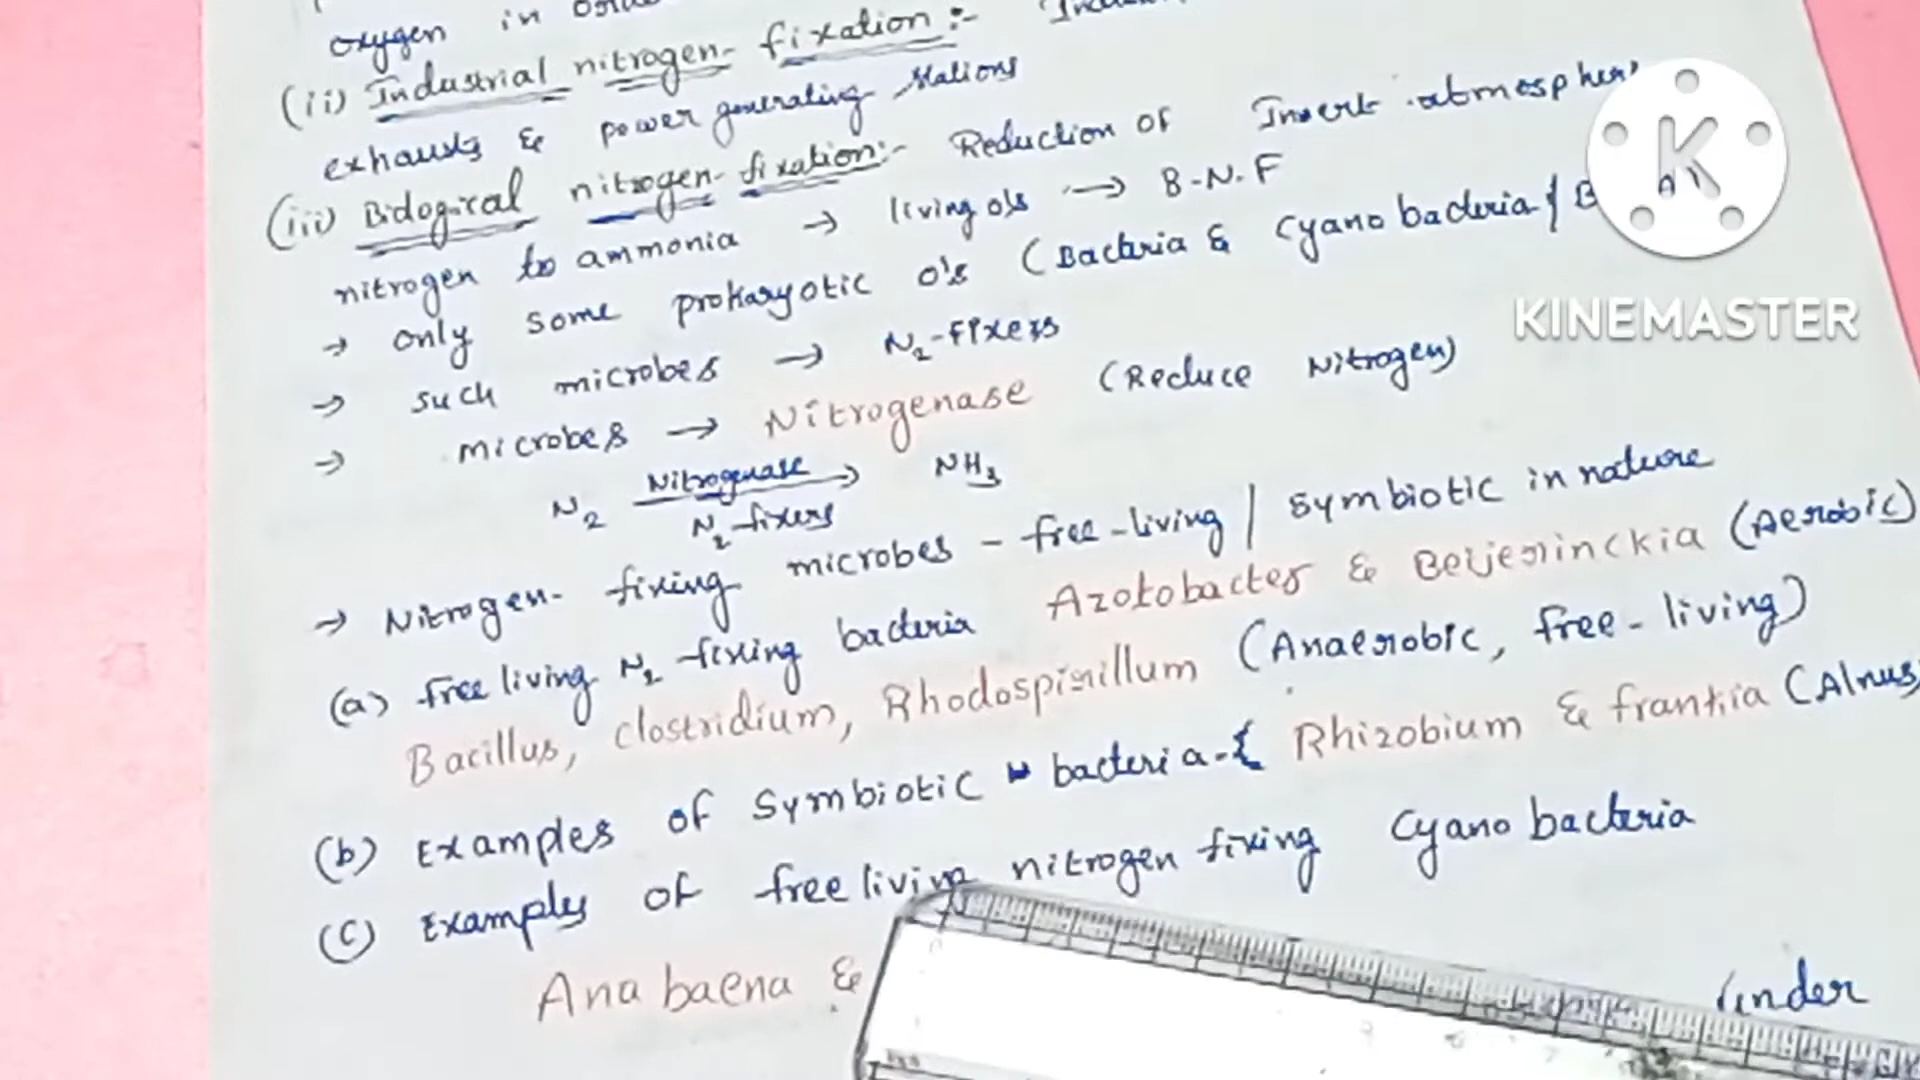 oxygen in
(ii) Industrial nitrogen-fixation :-
exhausts & power generating stations
(iii) Biological nitrogen-fixation:- Reduction of Inert atmospheric
nitrogen to ammonia → living o's → B.N.F
→ only some prokaryotic o's (Bacteria & Cyano bacteria / B
→ such microbes → N₂-Fixers
→ microbes → Nitrogenase (Reduce Nitrogen)
N₂ Nitrogenase → NH₃
N₂-fixers
→ Nitrogen-fixing microbes - free-living / Symbiotic in nature
(a) free living N₂ -fixing bacteria Azotobacter & Beijerinckia (Aerobic)
Bacillus, clostridium, Rhodospirillum (Anaerobic, free-living)
(b) Examples of Symbiotic bacteria-{ Rhizobium & frankia (Alnus)
(c) Examples of free living nitrogen fixing Cyano bacteria
Anabaena & under
KINEMASTER